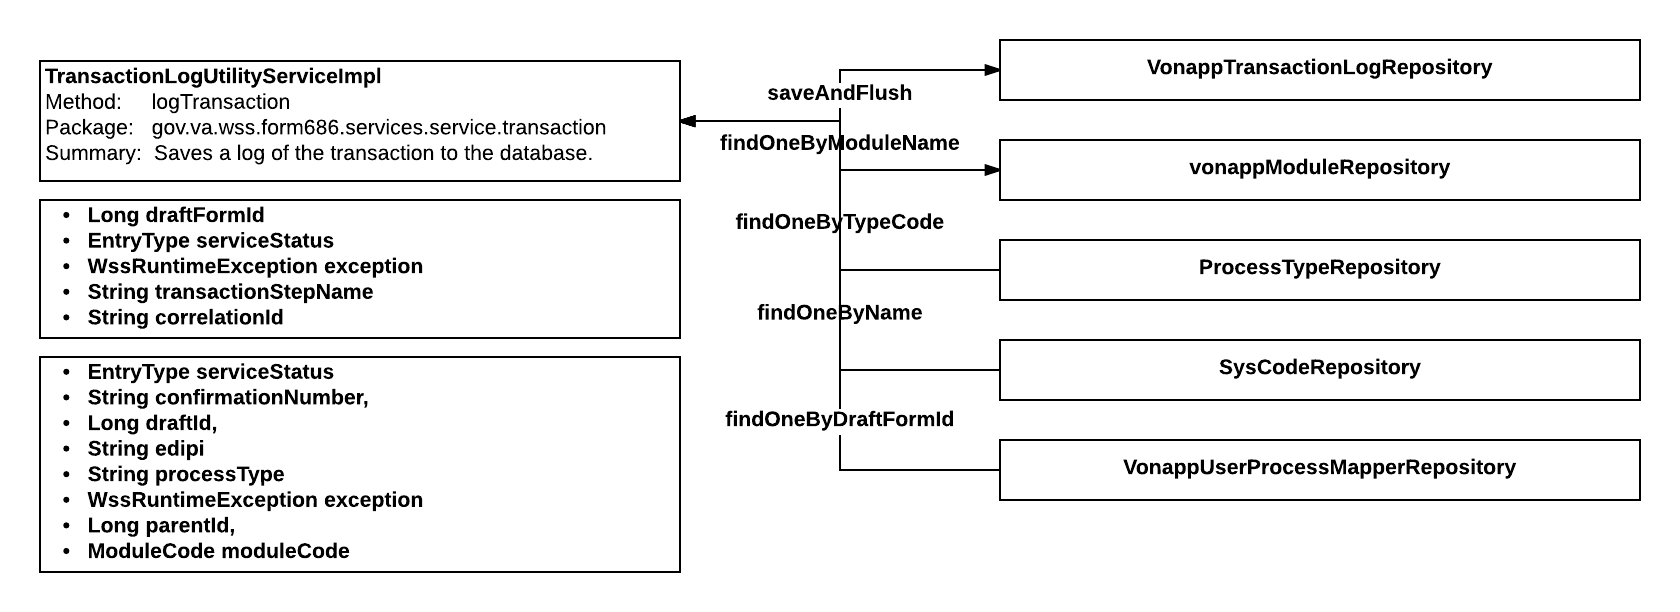 TransactionLogUtilityServiceImpl
Method: logTransaction
Package: gov.va.wss.form686.services.service.transaction
Summary: Saves a log of the transaction to the database.
• Long draftFormId
• EntryType serviceStatus
• WssRuntimeException exception
• String transactionStepName
• String correlationId
• EntryType serviceStatus
• String confirmationNumber,
• Long draftId,
• String edipi
• String processType
• WssRuntimeException exception
• Long parentId,
• ModuleCode moduleCode
saveAndFlush
findOneByModuleName
findOneByTypeCode
findOneByName
findOneByDraftFormId
VonappTransactionLogRepository
vonappModuleRepository
ProcessTypeRepository
SysCodeRepository
VonappUserProcessMapperRepository